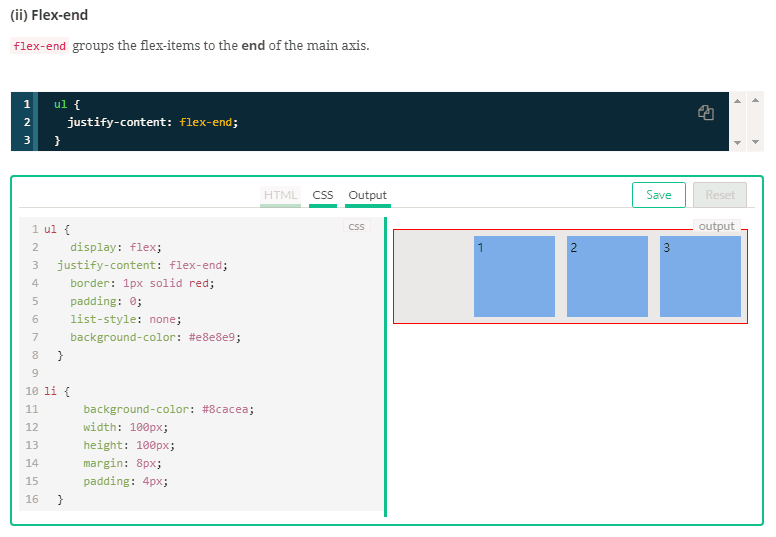 (ii) Flex-end
flex-end groups the flex-items to the end of the main axis.
1 ul {
2 justify-content: flex-end;
3 }
HTML CSS Output Save Reset
css
1 ul {
2 display: flex;
3 justify-content: flex-end;
4 border: 1px solid red;
5 padding: 0;
6 list-style: none;
7 background-color: #e8e8e9;
8 }
9
10 li {
11 background-color: #8cacea;
12 width: 100px;
13 height: 100px;
14 margin: 8px;
15 padding: 4px;
16 }
output
1 2 3